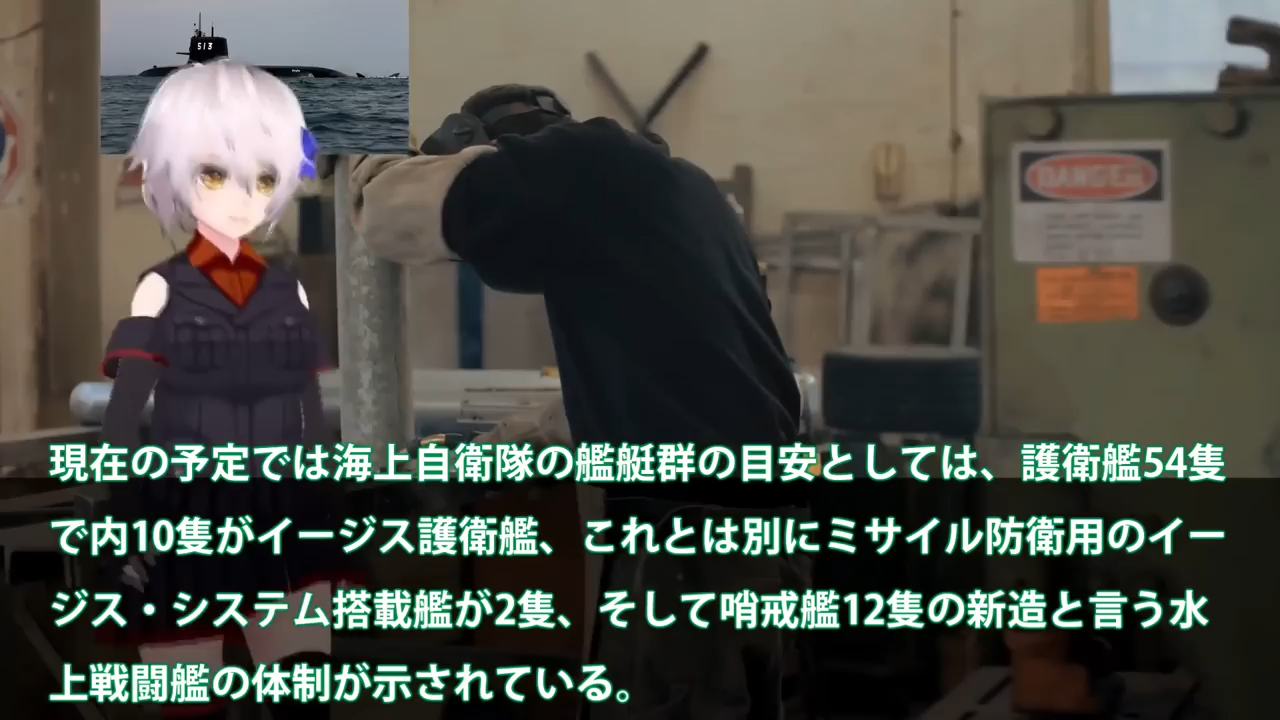 513
DANGER
現在の予定では海上自衛隊の艦艇群の目安としては、護衛艦54隻
で内10隻がイージス護衛艦、これとは別にミサイル防衛用のイー
ジス・システム搭載艦が2隻、そして哨戒艦12隻の新造と言う水
上戦闘艦の体制が示されている。